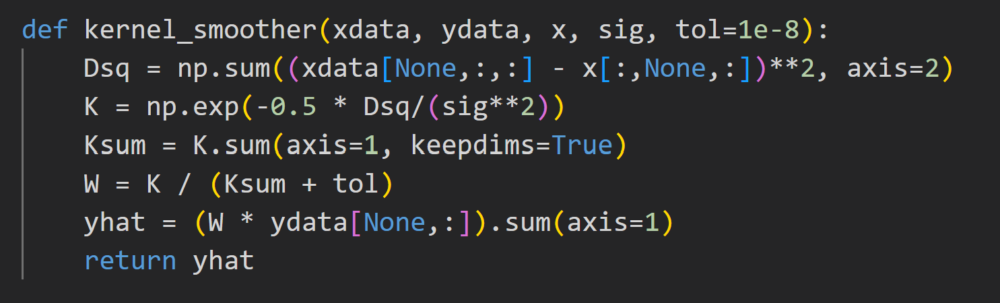 def kernel_smoother(xdata, ydata, x, sig, tol=1e-8):
    Dsq = np.sum((xdata[None,:,:] - x[:,None,:])**2, axis=2)
    K = np.exp(-0.5 * Dsq/(sig**2))
    Ksum = K.sum(axis=1, keepdims=True)
    W = K / (Ksum + tol)
    yhat = (W * ydata[None,:]).sum(axis=1)
    return yhat